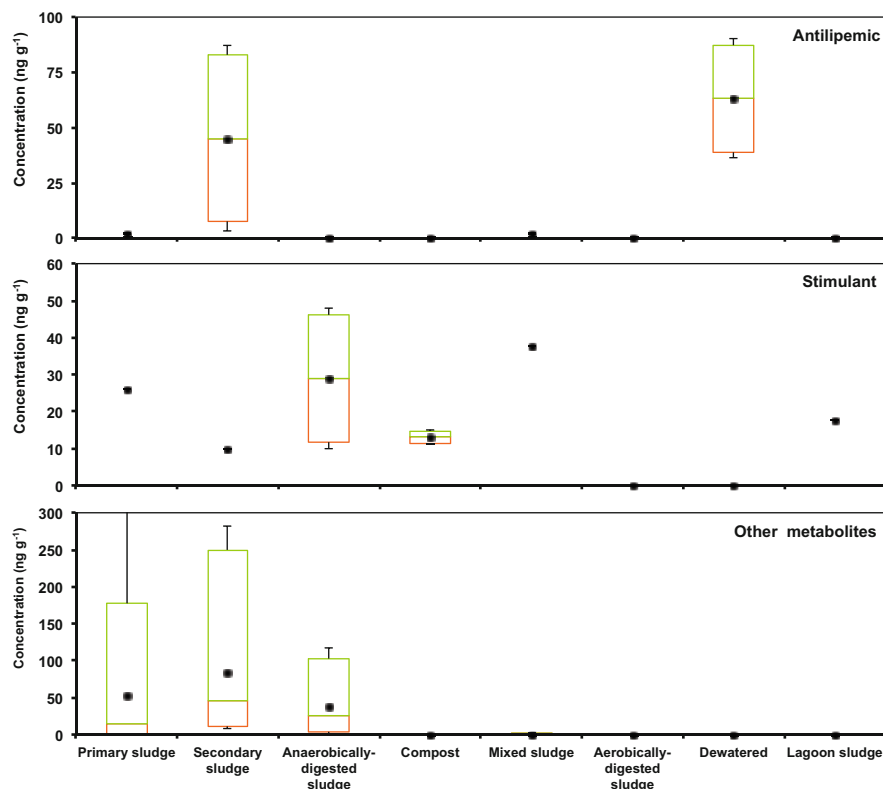 Antilipemic
Concentration (ng g-1)
100
75
50
25
0
Stimulant
Concentration (ng g-1)
60
50
40
30
20
10
0
Other metabolites
Concentration (ng g-1)
300
250
200
150
100
50
0
Primary sludge
Secondary
sludge
Anaerobically-
digested
sludge
Compost
Mixed sludge
Aerobically-
digested
sludge
Dewatered
Lagoon sludge